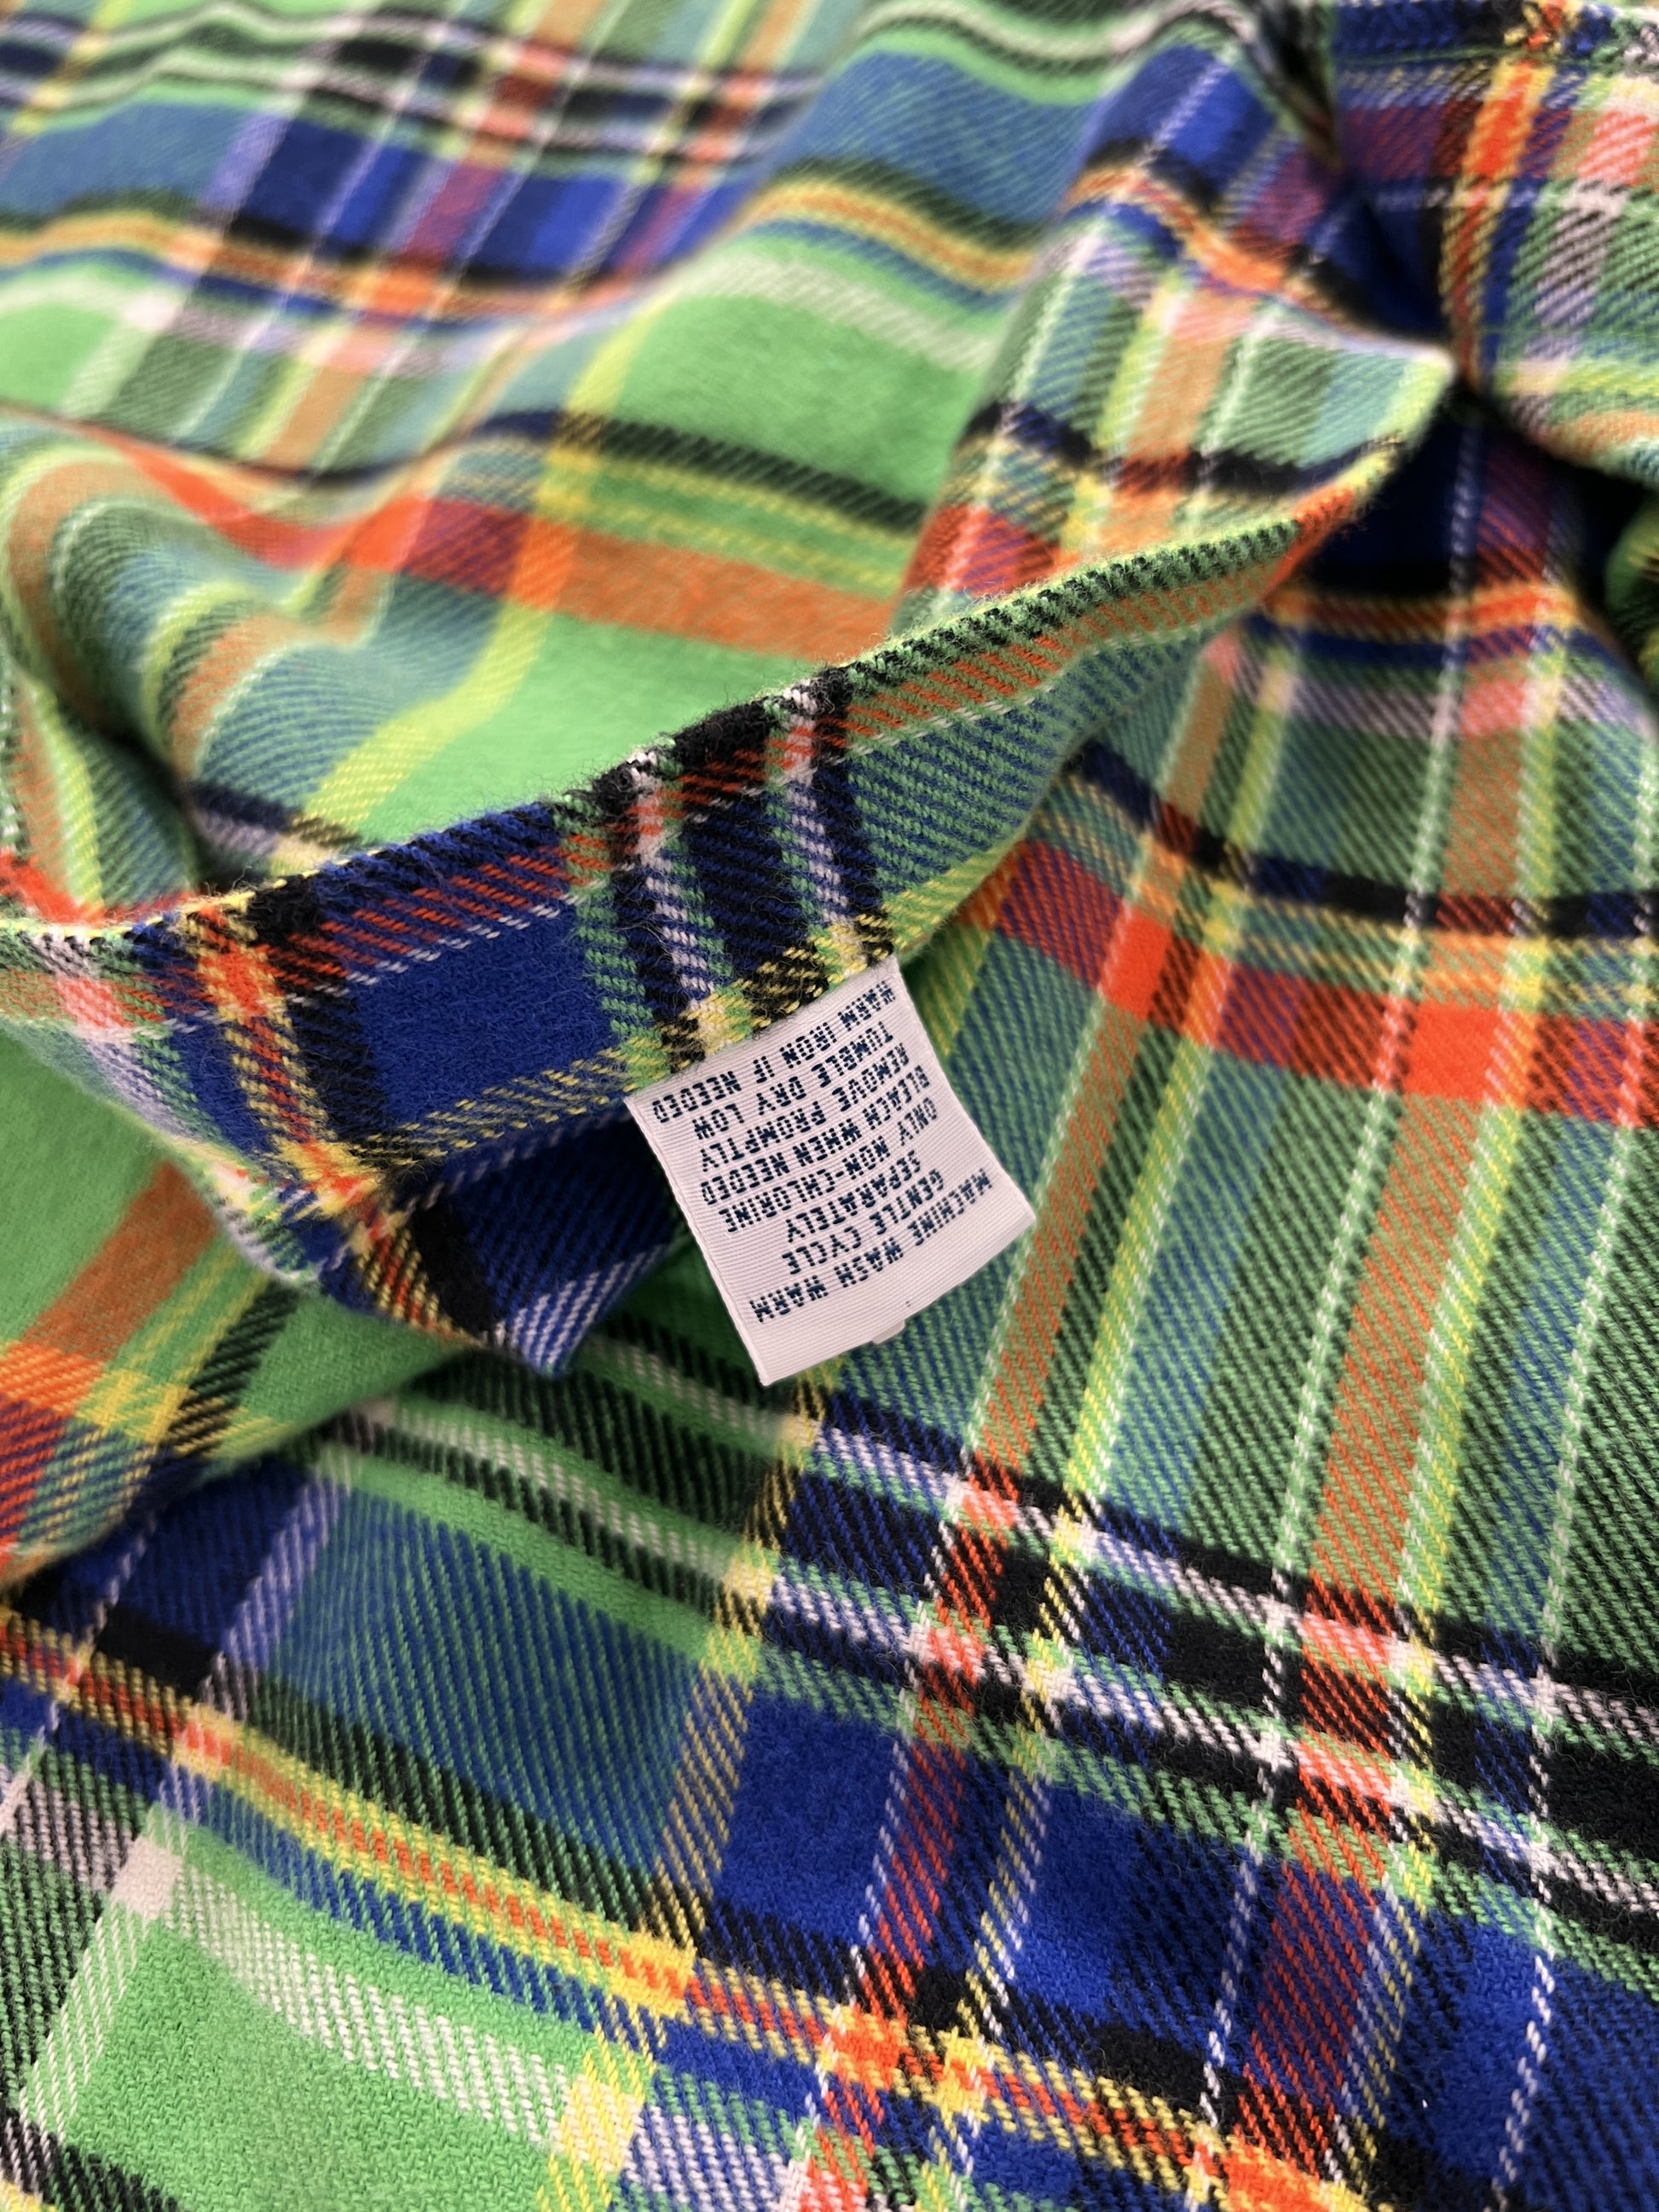 MACHINE WASH WARM
GENTLE CYCLE
SEPARATELY
ONLY NON-CHLORINE
BLEACH WHEN NEEDED
REMOVE PROMPTLY
TUMBLE DRY LOW
WARM IRON IF NEEDED